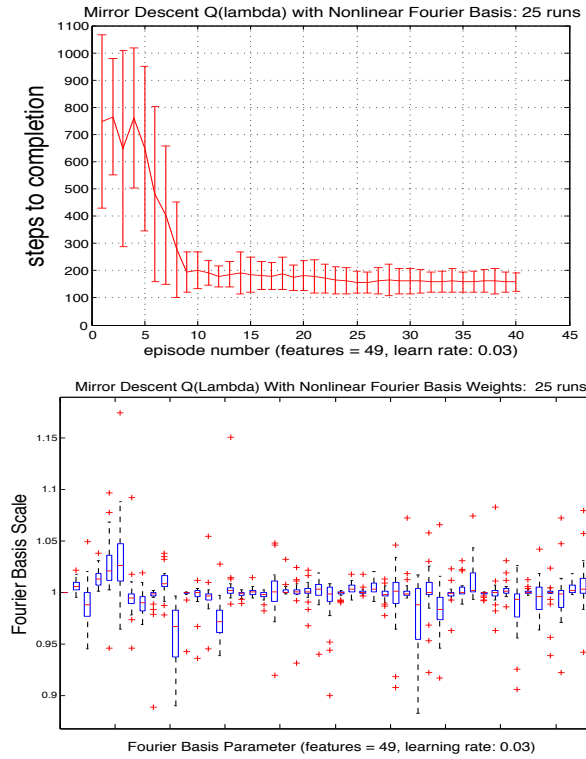 Mirror Descent Q(lambda) with Nonlinear Fourier Basis: 25 runs
1100
1000
900
800
700
600
500
400
300
200
100
0
steps to completion
0 5 10 15 20 25 30 35 40 45
episode number (features = 49, learn rate: 0.03)
Mirror Descent Q(Lambda) With Nonlinear Fourier Basis Weights: 25 runs
1.15
1.1
1.05
1
0.95
0.9
Fourier Basis Scale
Fourier Basis Parameter (features = 49, learning rate: 0.03)